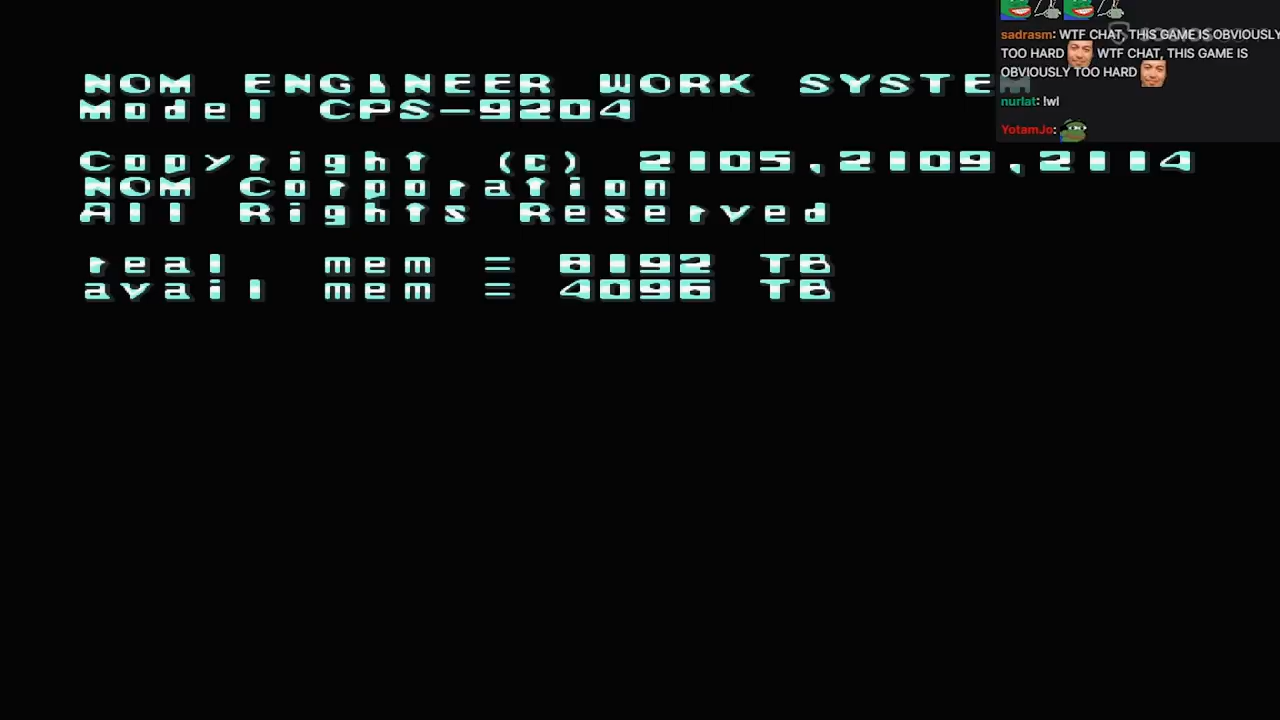 NOM ENGINEER WORK SYSTEM
Model CPS-9204
Copyright (c) 2105,2109,2114
NOM Corporation
All Rights Reserved
real mem = 8192 TB
avail mem = 4096 TB
sadrasm: WTF CHAT, THIS GAME IS OBVIOUSLY
TOO HARD WTF CHAT, THIS GAME IS
OBVIOUSLY TOO HARD
nurlat: lwl
YotamJo: